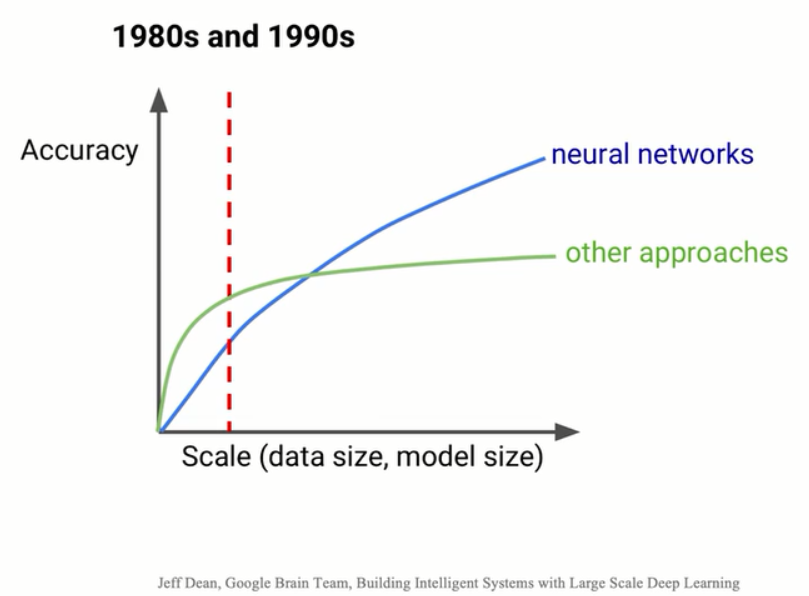 1980s and 1990s
Accuracy
neural networks
other approaches
Scale (data size, model size)
Jeff Dean, Google Brain Team, Building Intelligent Systems with Large Scale Deep Learning